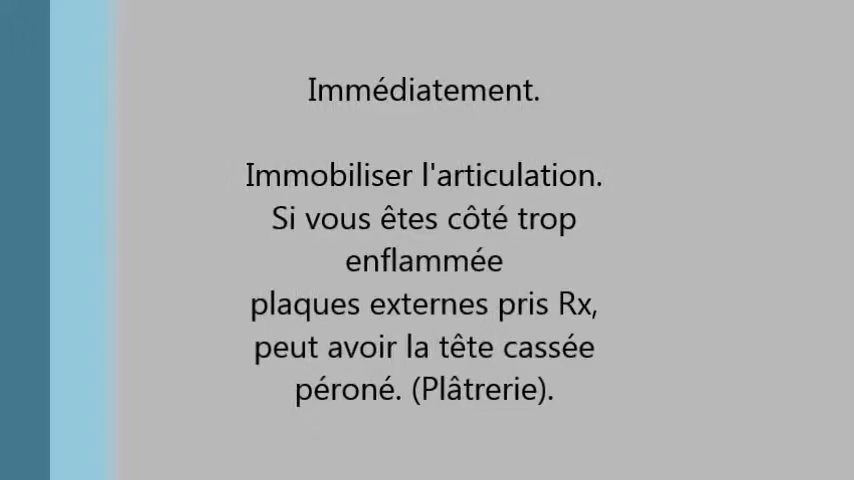 Immédiatement.
Immobiliser l'articulation.
Si vous êtes côté trop
enflammée
plaques externes pris Rx,
peut avoir la tête cassée
péroné. (Plâtrerie).